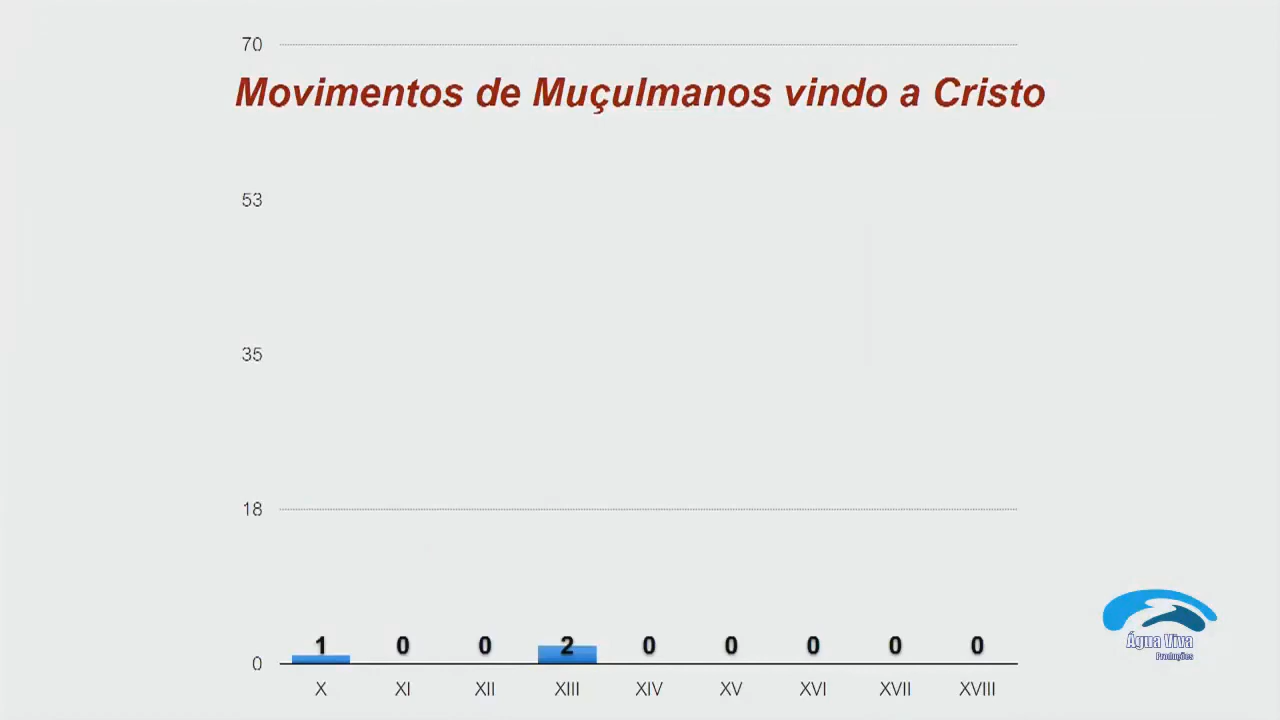 70
Movimentos de Muçulmanos vindo a Cristo
53
35
18
0
1 0 0 2 0 0 0 0 0
X XI XII XIII XIV XV XVI XVII XVIII
Água Viva
Produções